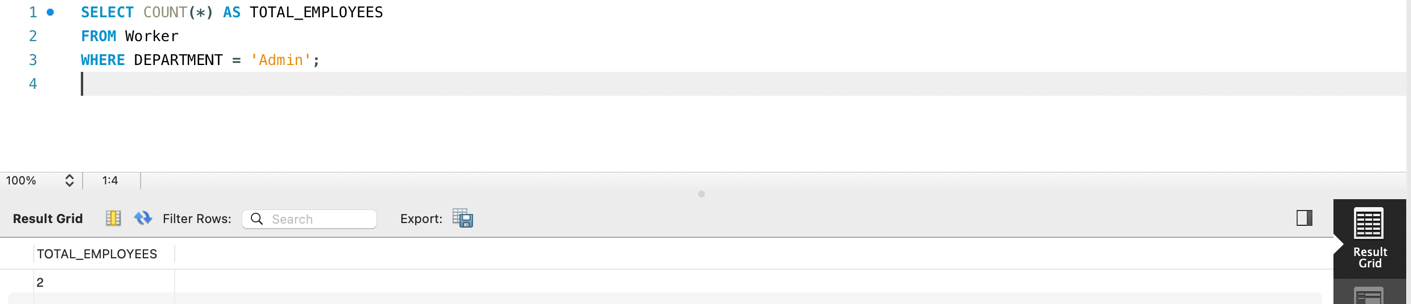 1 SELECT COUNT(*) AS TOTAL_EMPLOYEES
2 FROM Worker
3 WHERE DEPARTMENT = 'Admin';
4
100% 1:4
Result Grid Filter Rows: Search Export:
Result
Grid
TOTAL_EMPLOYEES
2